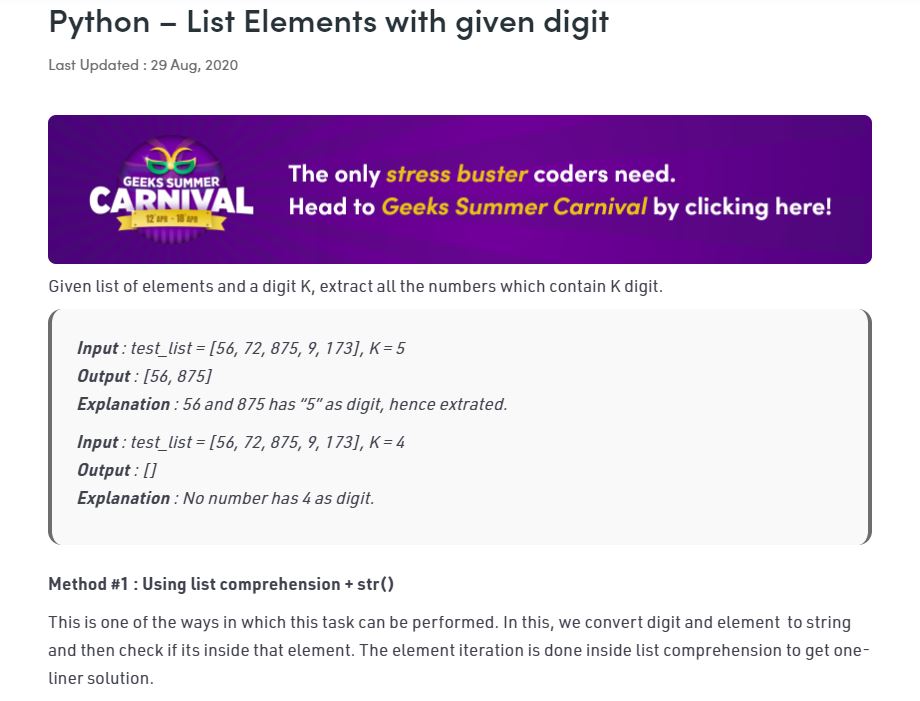 Python – List Elements with given digit
Last Updated : 29 Aug, 2020
GEEKS SUMMER
CARNIVAL
12 APR - 18 APR
The only stress buster coders need.
Head to Geeks Summer Carnival by clicking here!
Given list of elements and a digit K, extract all the numbers which contain K digit.
Input : test_list = [56, 72, 875, 9, 173], K = 5
Output : [56, 875]
Explanation : 56 and 875 has “5” as digit, hence extrated.
Input : test_list = [56, 72, 875, 9, 173], K = 4
Output : []
Explanation : No number has 4 as digit.
Method #1 : Using list comprehension + str()
This is one of the ways in which this task can be performed. In this, we convert digit and element  to string
and then check if its inside that element. The element iteration is done inside list comprehension to get one-
liner solution.